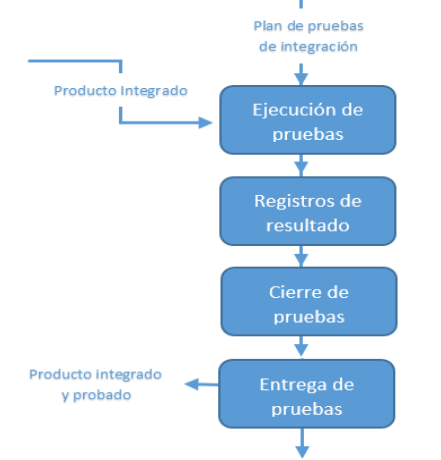 Plan de pruebas
de integración
Producto Integrado
Ejecución de
pruebas
Registros de
resultado
Cierre de
pruebas
Producto integrado
y probado
Entrega de
pruebas